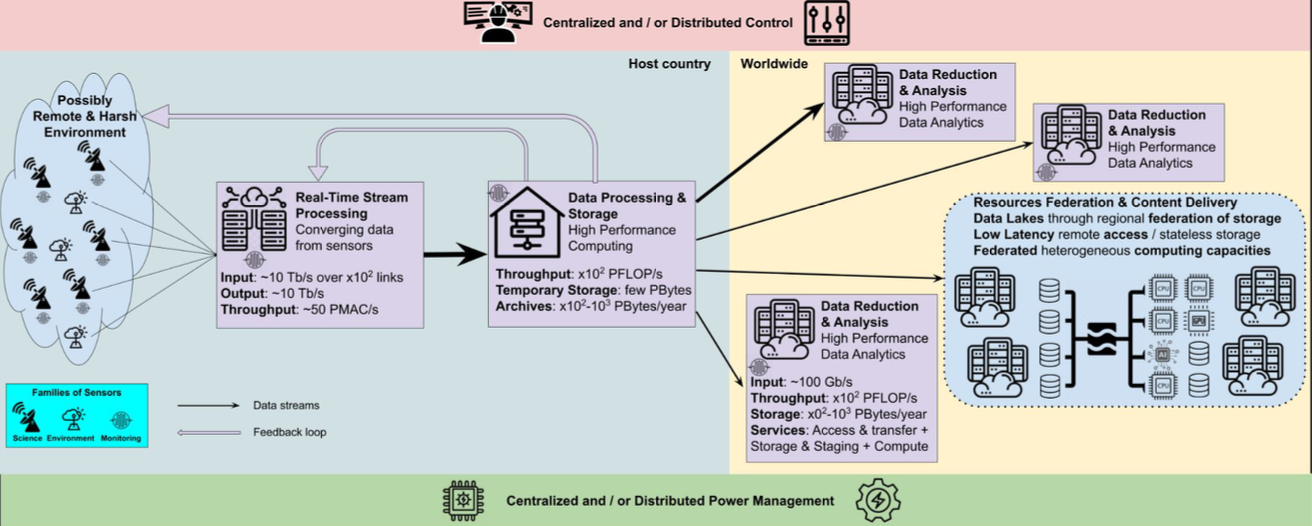 Centralized and / or Distributed Control
Host country
Worldwide
Possibly
Remote & Harsh
Environment
Real-Time Stream
Processing
Converging data
from sensors
Input: ~10 Tb/s over x10² links
Output: ~10 Tb/s
Throughput: ~50 PMAC/s
Data Processing &
Storage
High Performance
Computing
Throughput: x10² PFLOP/s
Temporary Storage: few PBytes
Archives: x10²-10³ PBytes/year
Data Reduction
& Analysis
High Performance
Data Analytics
Data Reduction
& Analysis
High Performance
Data Analytics
Resources Federation & Content Delivery
Data Lakes through regional federation of storage
Low Latency remote access / stateless storage
Federated heterogeneous computing capacities
CPU
CPU
CPU
GPU
AI
CPU
Data Reduction
& Analysis
High Performance
Data Analytics
Input: ~100 Gb/s
Throughput: x10² PFLOP/s
Storage: x0²-10³ PBytes/year
Services: Access & transfer +
Storage & Staging + Compute
Families of Sensors
Science Environment Monitoring
Data streams
Feedback loop
Centralized and / or Distributed Power Management